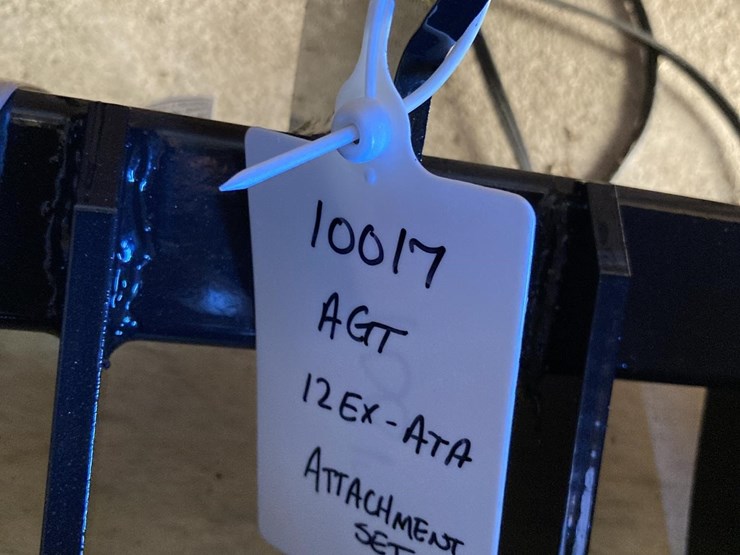 10017
AGT
12EX-ATA
ATTACHMENT
SET